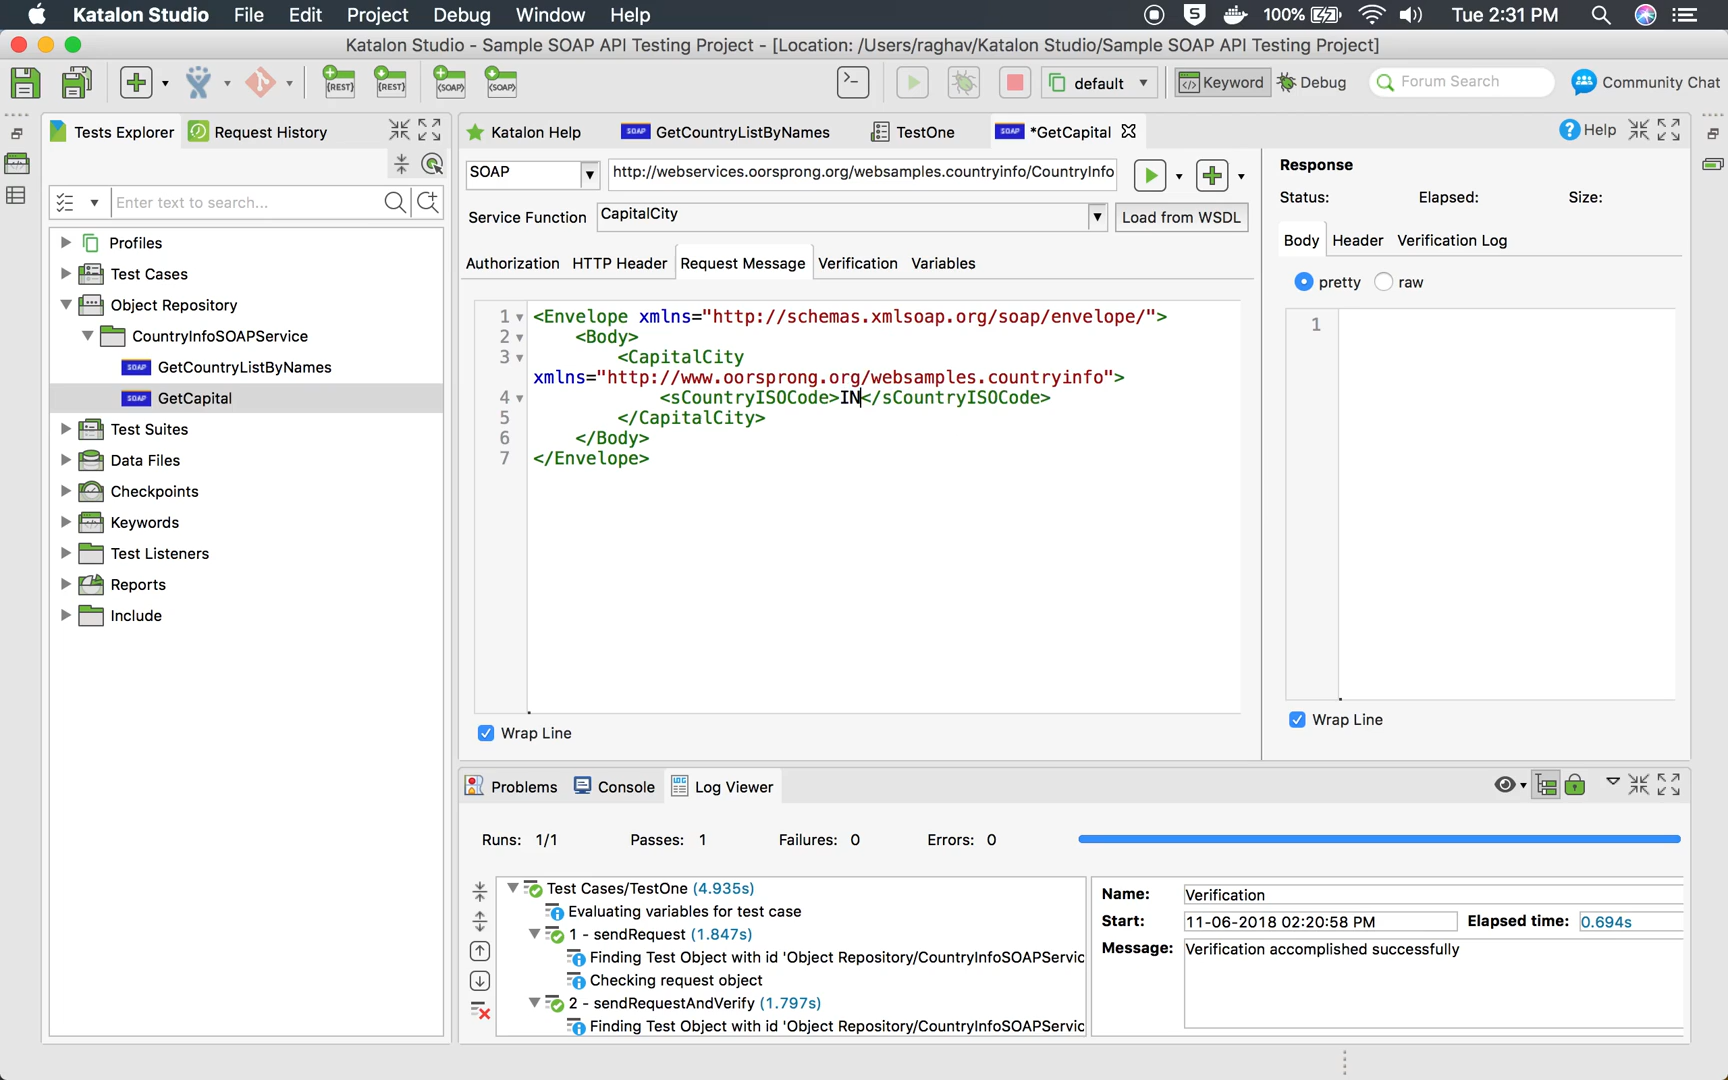 Katalon Studio File Edit Project Debug Window Help 100% Tue 2:31 PM
Katalon Studio - Sample SOAP API Testing Project - [Location: /Users/raghav/Katalon Studio/Sample SOAP API Testing Project]
REST REST SOAP SOAP default Keyword Debug Forum Search Community Chat
Tests Explorer Request History
Enter text to search...
Profiles
Test Cases
Object Repository
CountryInfoSOAPService
SOAP GetCountryListByNames
SOAP GetCapital
Test Suites
Data Files
Checkpoints
Keywords
Test Listeners
Reports
Include
Katalon Help SOAP GetCountryListByNames TestOne SOAP *GetCapital Help
SOAP http://webservices.oorsprong.org/websamples.countryinfo/CountryInfo
Service Function CapitalCity Load from WSDL
Authorization HTTP Header Request Message Verification Variables
1 <Envelope xmlns="http://schemas.xmlsoap.org/soap/envelope/">
2 <Body>
3 <CapitalCity
xmlns="http://www.oorsprong.org/websamples.countryinfo">
4 <sCountryISOCode>IN</sCountryISOCode>
5 </CapitalCity>
6 </Body>
7 </Envelope>
Wrap Line
Response
Status: Elapsed: Size:
Body Header Verification Log
pretty raw
1
Wrap Line
Problems Console LOG Log Viewer
Runs: 1/1 Passes: 1 Failures: 0 Errors: 0
Test Cases/TestOne (4.935s)
Evaluating variables for test case
1 - sendRequest (1.847s)
Finding Test Object with id 'Object Repository/CountryInfoSOAPServic
Checking request object
2 - sendRequestAndVerify (1.797s)
Finding Test Object with id 'Object Repository/CountryInfoSOAPServic
Name: Verification
Start: 11-06-2018 02:20:58 PM Elapsed time: 0.694s
Message: Verification accomplished successfully